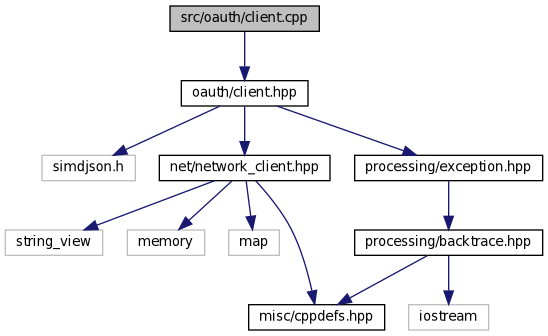 src/oauth/client.cpp
oauth/client.hpp
simdjson.h
net/network_client.hpp
processing/exception.hpp
string_view
memory
map
processing/backtrace.hpp
misc/cppdefs.hpp
iostream